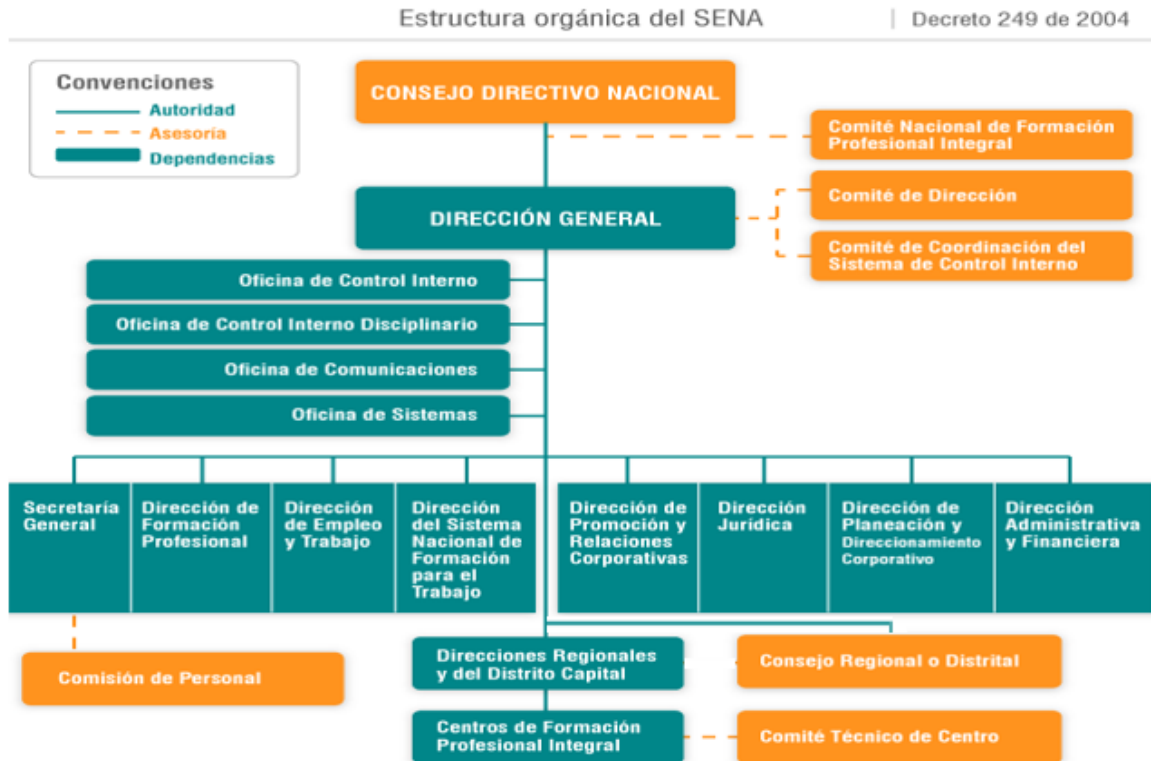 Estructura orgánica del SENA
Decreto 249 de 2004
Convenciones
Autoridad
Asesoría
Dependencias
CONSEJO DIRECTIVO NACIONAL
Comité Nacional de Formación
Profesional Integral
DIRECCIÓN GENERAL
Comité de Dirección
Comité de Coordinación del
Sistema de Control Interno
Oficina de Control Interno
Oficina de Control Interno Disciplinario
Oficina de Comunicaciones
Oficina de Sistemas
Secretaría
General
Dirección de
Formación
Profesional
Dirección
de Empleo
y Trabajo
Dirección
del Sistema
Nacional de
Formación
para el
Trabajo
Dirección de
Promoción y
Relaciones
Corporativas
Dirección
Jurídica
Dirección de
Planeación y
Direccionamiento
Corporativo
Dirección
Administrativa
y Financiera
Comisión de Personal
Direcciones Regionales
y del Distrito Capital
Consejo Regional o Distrital
Centros de Formación
Profesional Integral
Comité Técnico de Centro